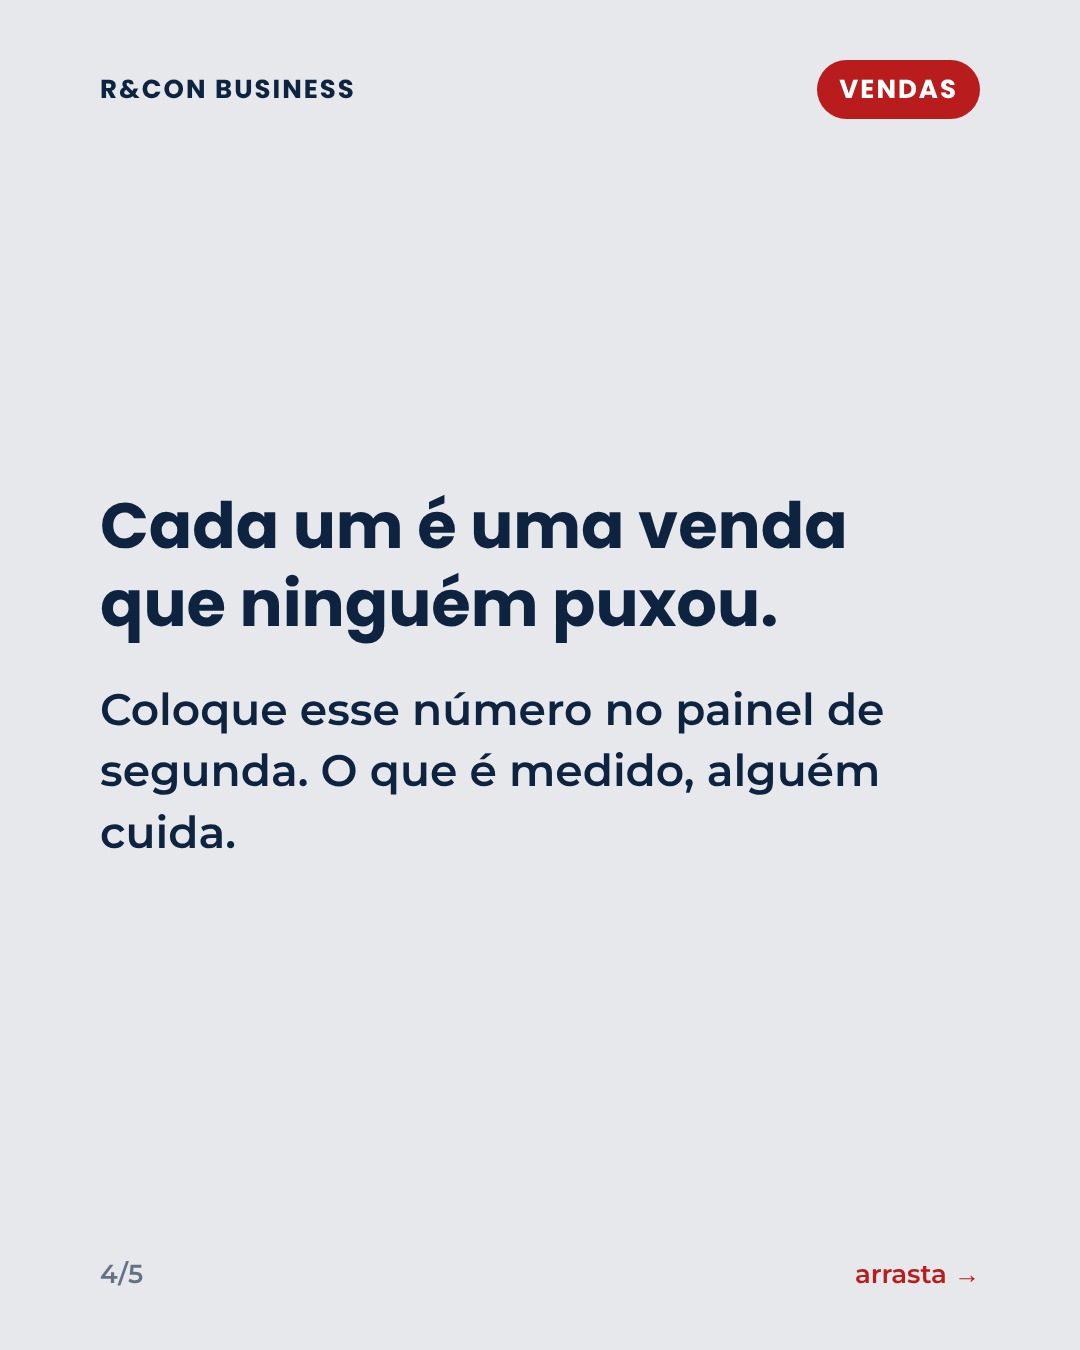 R&CON BUSINESS
VENDAS
Cada um é uma venda
que ninguém puxou.
Coloque esse número no painel de
segunda. O que é medido, alguém
cuida.
4/5
arrasta →